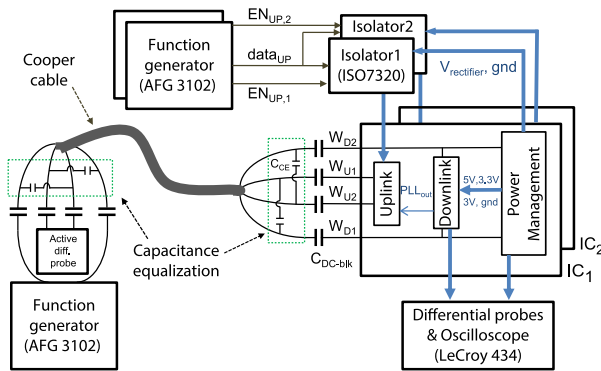 Cooper
cable
Function
generator
(AFG 3102)
EN_UP,2
data_UP
EN_UP,1
Isolator2
Isolator1
(ISO7320)
V_rectifier, gnd
C_CE
W_D2
W_U1
W_U2
W_D1
C_DC-blk
Uplink
PLL_out
Downlink
5V,3,3V
3V, gnd
Power
Management
IC_2
IC_1
Active
diff.
probe
Capacitance
equalization
Function
generator
(AFG 3102)
Differential probes
& Oscilloscope
(LeCroy 434)